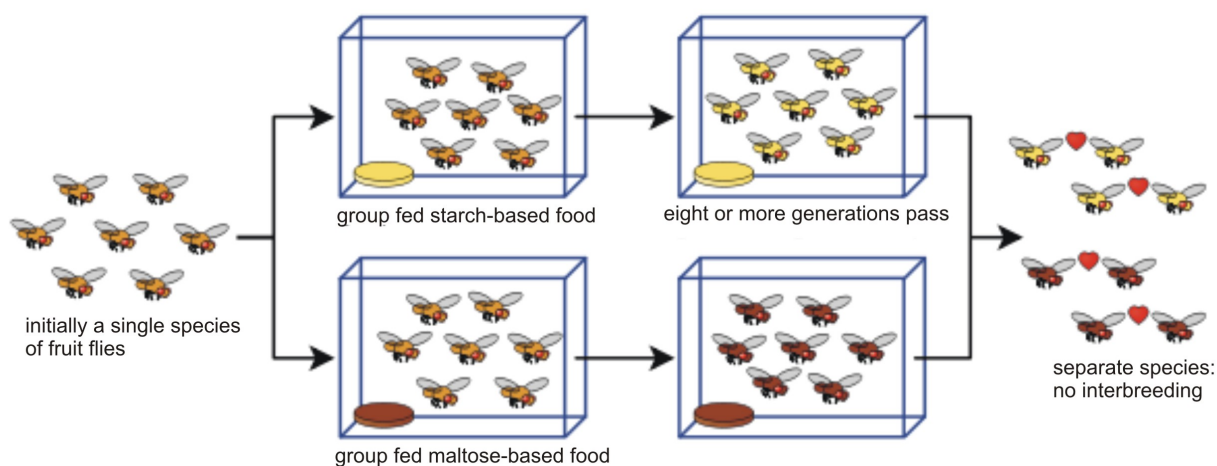 initially a single species
of fruit flies
group fed starch-based food
eight or more generations pass
group fed maltose-based food
separate species:
no interbreeding